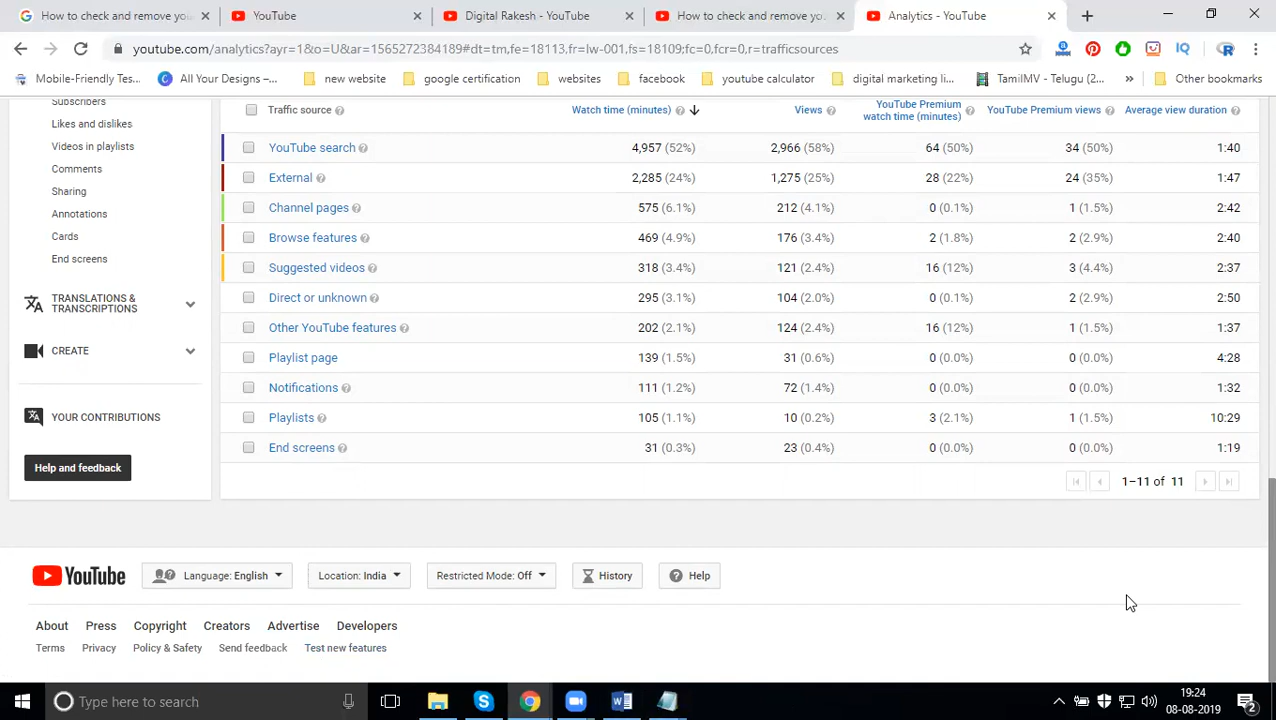 How to check and remove you
YouTube
Digital Rakesh - YouTube
How to check and remove you
Analytics - YouTube
youtube.com/analytics?ayr=1&o=U&ar=1565272384189#dt=tm,fe=18113,fr=lw-001,fs=18109;fc=0,fcr=0,r=trafficsources
Mobile-Friendly Tes...
All Your Designs –...
new website
google certification
websites
facebook
youtube calculator
digital marketing li...
TamilMV - Telugu (2...
»
Other bookmarks
Subscribers
Likes and dislikes
Videos in playlists
Comments
Sharing
Annotations
Cards
End screens
TRANSLATIONS &
TRANSCRIPTIONS
CREATE
YOUR CONTRIBUTIONS
Help and feedback
Traffic source Watch time (minutes) Views YouTube Premium watch time (minutes) YouTube Premium views Average view duration
YouTube search 4,957 (52%) 2,966 (58%) 64 (50%) 34 (50%) 1:40
External 2,285 (24%) 1,275 (25%) 28 (22%) 24 (35%) 1:47
Channel pages 575 (6.1%) 212 (4.1%) 0 (0.1%) 1 (1.5%) 2:42
Browse features 469 (4.9%) 176 (3.4%) 2 (1.8%) 2 (2.9%) 2:40
Suggested videos 318 (3.4%) 121 (2.4%) 16 (12%) 3 (4.4%) 2:37
Direct or unknown 295 (3.1%) 104 (2.0%) 0 (0.1%) 2 (2.9%) 2:50
Other YouTube features 202 (2.1%) 124 (2.4%) 16 (12%) 1 (1.5%) 1:37
Playlist page 139 (1.5%) 31 (0.6%) 0 (0.0%) 0 (0.0%) 4:28
Notifications 111 (1.2%) 72 (1.4%) 0 (0.0%) 0 (0.0%) 1:32
Playlists 105 (1.1%) 10 (0.2%) 3 (2.1%) 1 (1.5%) 10:29
End screens 31 (0.3%) 23 (0.4%) 0 (0.0%) 0 (0.0%) 1:19
1–11 of 11
YouTube Language: English Location: India Restricted Mode: Off History Help
About Press Copyright Creators Advertise Developers
Terms Privacy Policy & Safety Send feedback Test new features
Type here to search
19:24
08-08-2019
2